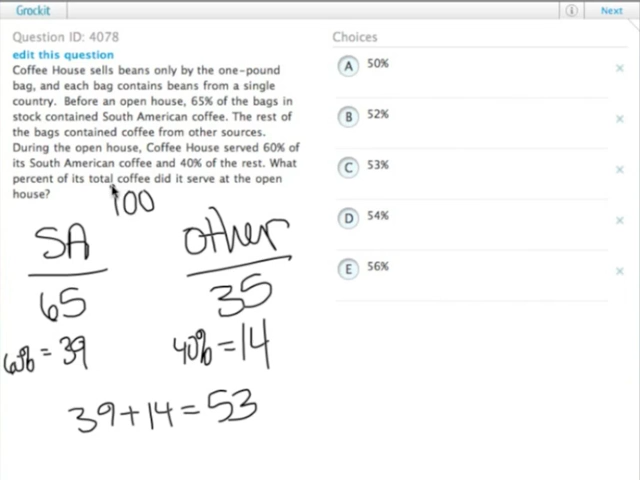 Grockit
Next
Question ID: 4078
edit this question
Coffee House sells beans only by the one-pound
bag, and each bag contains beans from a single
country. Before an open house, 65% of the bags in
stock contained South American coffee. The rest of
the bags contained coffee from other sources.
During the open house, Coffee House served 60% of
its South American coffee and 40% of the rest. What
percent of its total coffee did it serve at the open
house?
100
SA
other
65
35
60% = 39
40% = 14
39+14=53
Choices
A 50%
B 52%
C 53%
D 54%
E 56%